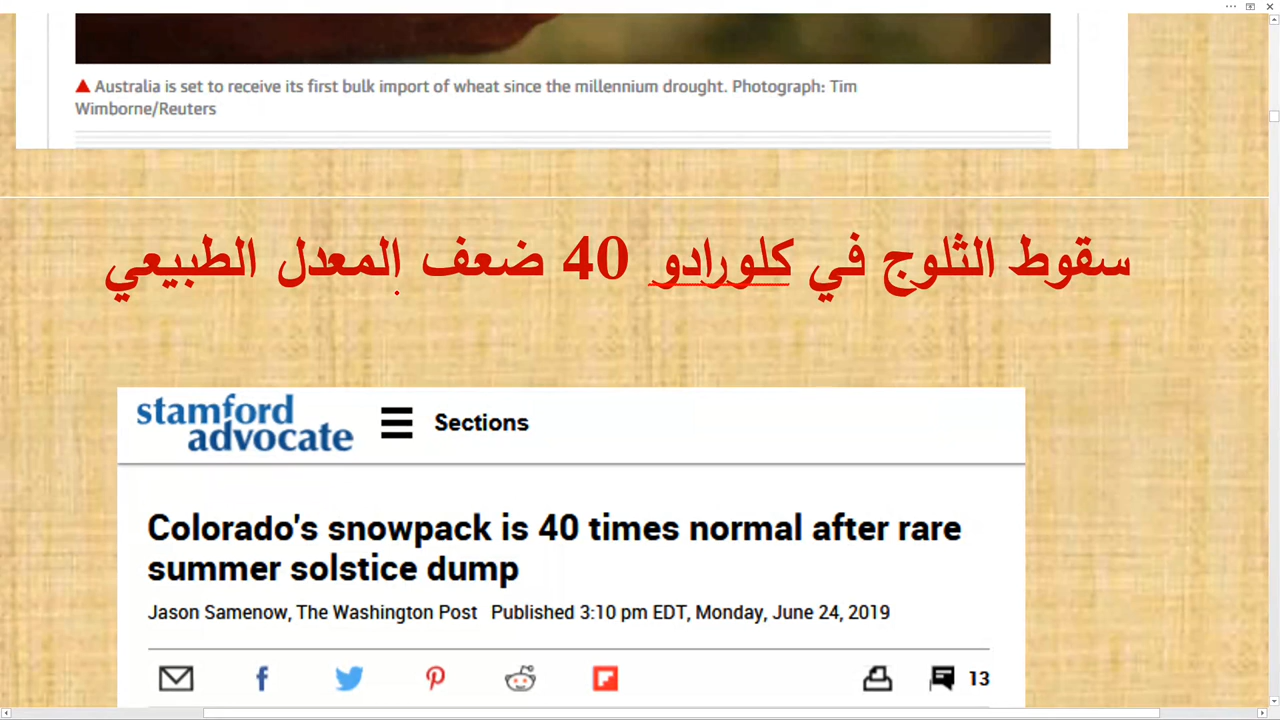 Australia is set to receive its first bulk import of wheat since the millennium drought. Photograph: Tim
Wimborne/Reuters
سقوط الثلوج في كلورادو 40 ضعف المعدل الطبيعي
stamford
advocate
Sections
Colorado's snowpack is 40 times normal after rare
summer solstice dump
Jason Samenow, The Washington Post Published 3:10 pm EDT, Monday, June 24, 2019
13